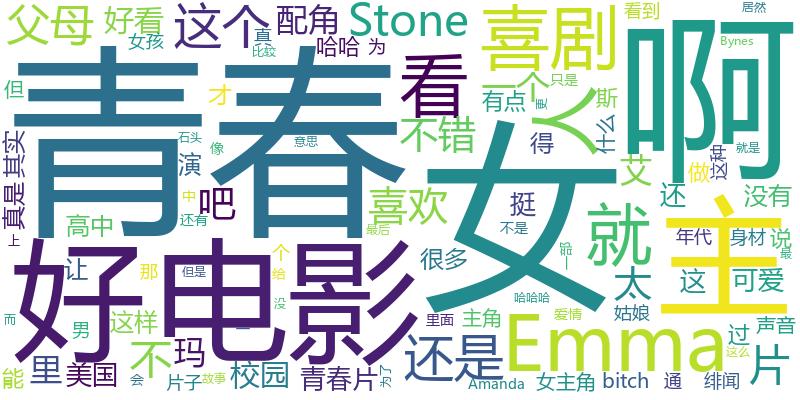 父母 好看 这个 配角 Stone 喜剧 看到 居然
女孩 真 哈哈 为 啊 Bynes
但 比较 看 一个 只是
青春 才 有点 人 斯 更
真是 其实 石头 不错 什么
像 意思 演 得 这种 就是
中 吧 喜欢 女 挺 艾 做 主
上 高中 还有 就 还 没有
最后 不是 一 说 最
让 那 但是 个 给 很多 太 这 年代 身材
好 电影 没 哈哈哈 姑娘 可爱
而 男 这样 里面 主角 爱情 过 声音
不 玛 还是 Emma 片 这么
能 里 美国 会 片子 故事 校园 青春片 为了 Amanda 女主角 bitch 通 绯闻